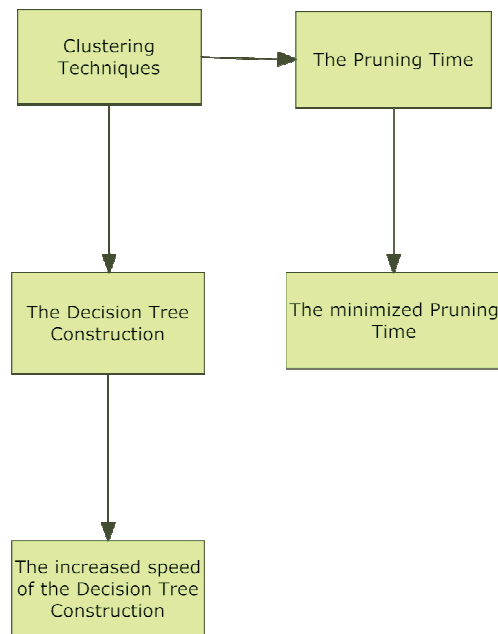 Clustering
Techniques
The Pruning Time
The Decision Tree
Construction
The minimized Pruning
Time
The increased speed
of the Decision Tree
Construction